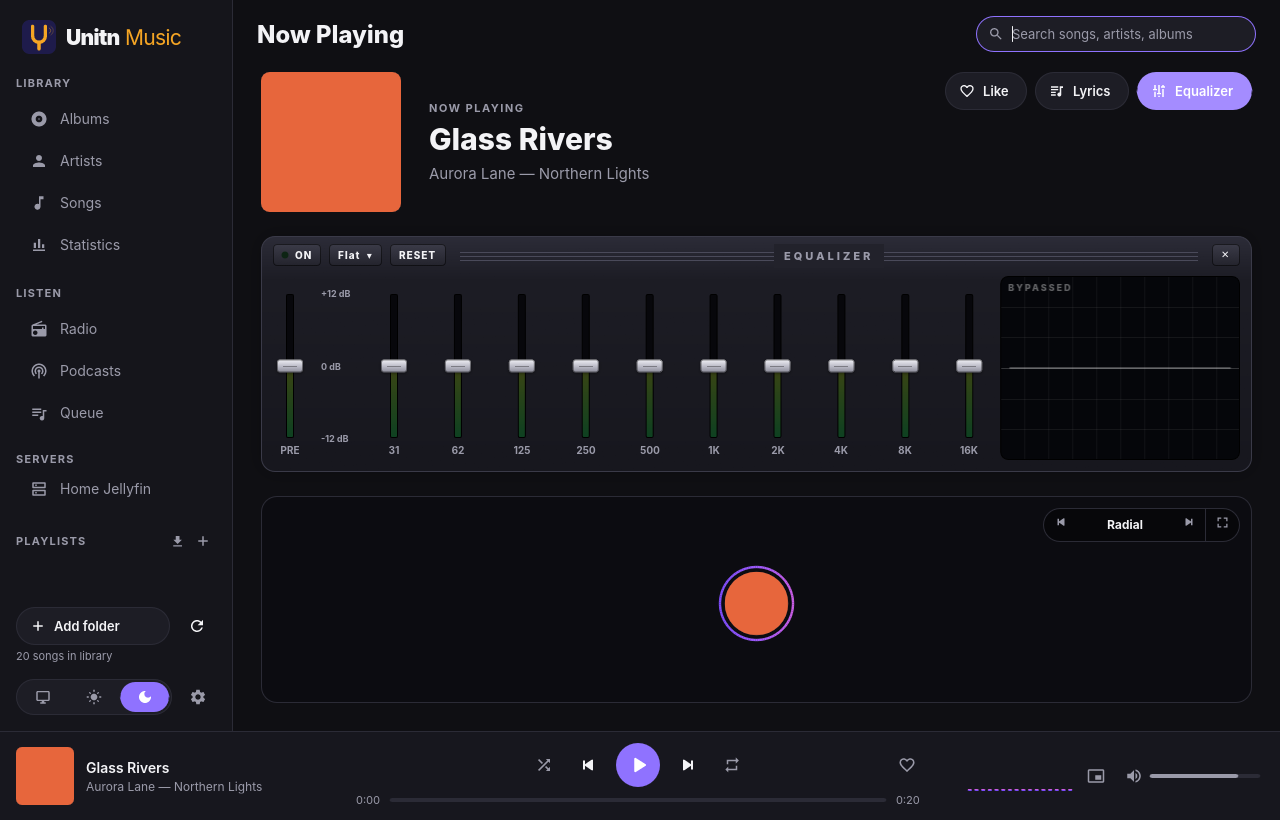 Unitn Music
LIBRARY
Albums
Artists
Songs
Statistics
LISTEN
Radio
Podcasts
Queue
SERVERS
Home Jellyfin
PLAYLISTS
Add folder
20 songs in library
Now Playing
Search songs, artists, albums
NOW PLAYING
Glass Rivers
Aurora Lane — Northern Lights
Like
Lyrics
Equalizer
ON
Flat
RESET
EQUALIZER
+12 dB
0 dB
-12 dB
PRE
31
62
125
250
500
1K
2K
4K
8K
16K
BYPASSED
Radial
Glass Rivers
Aurora Lane — Northern Lights
0:00
0:20